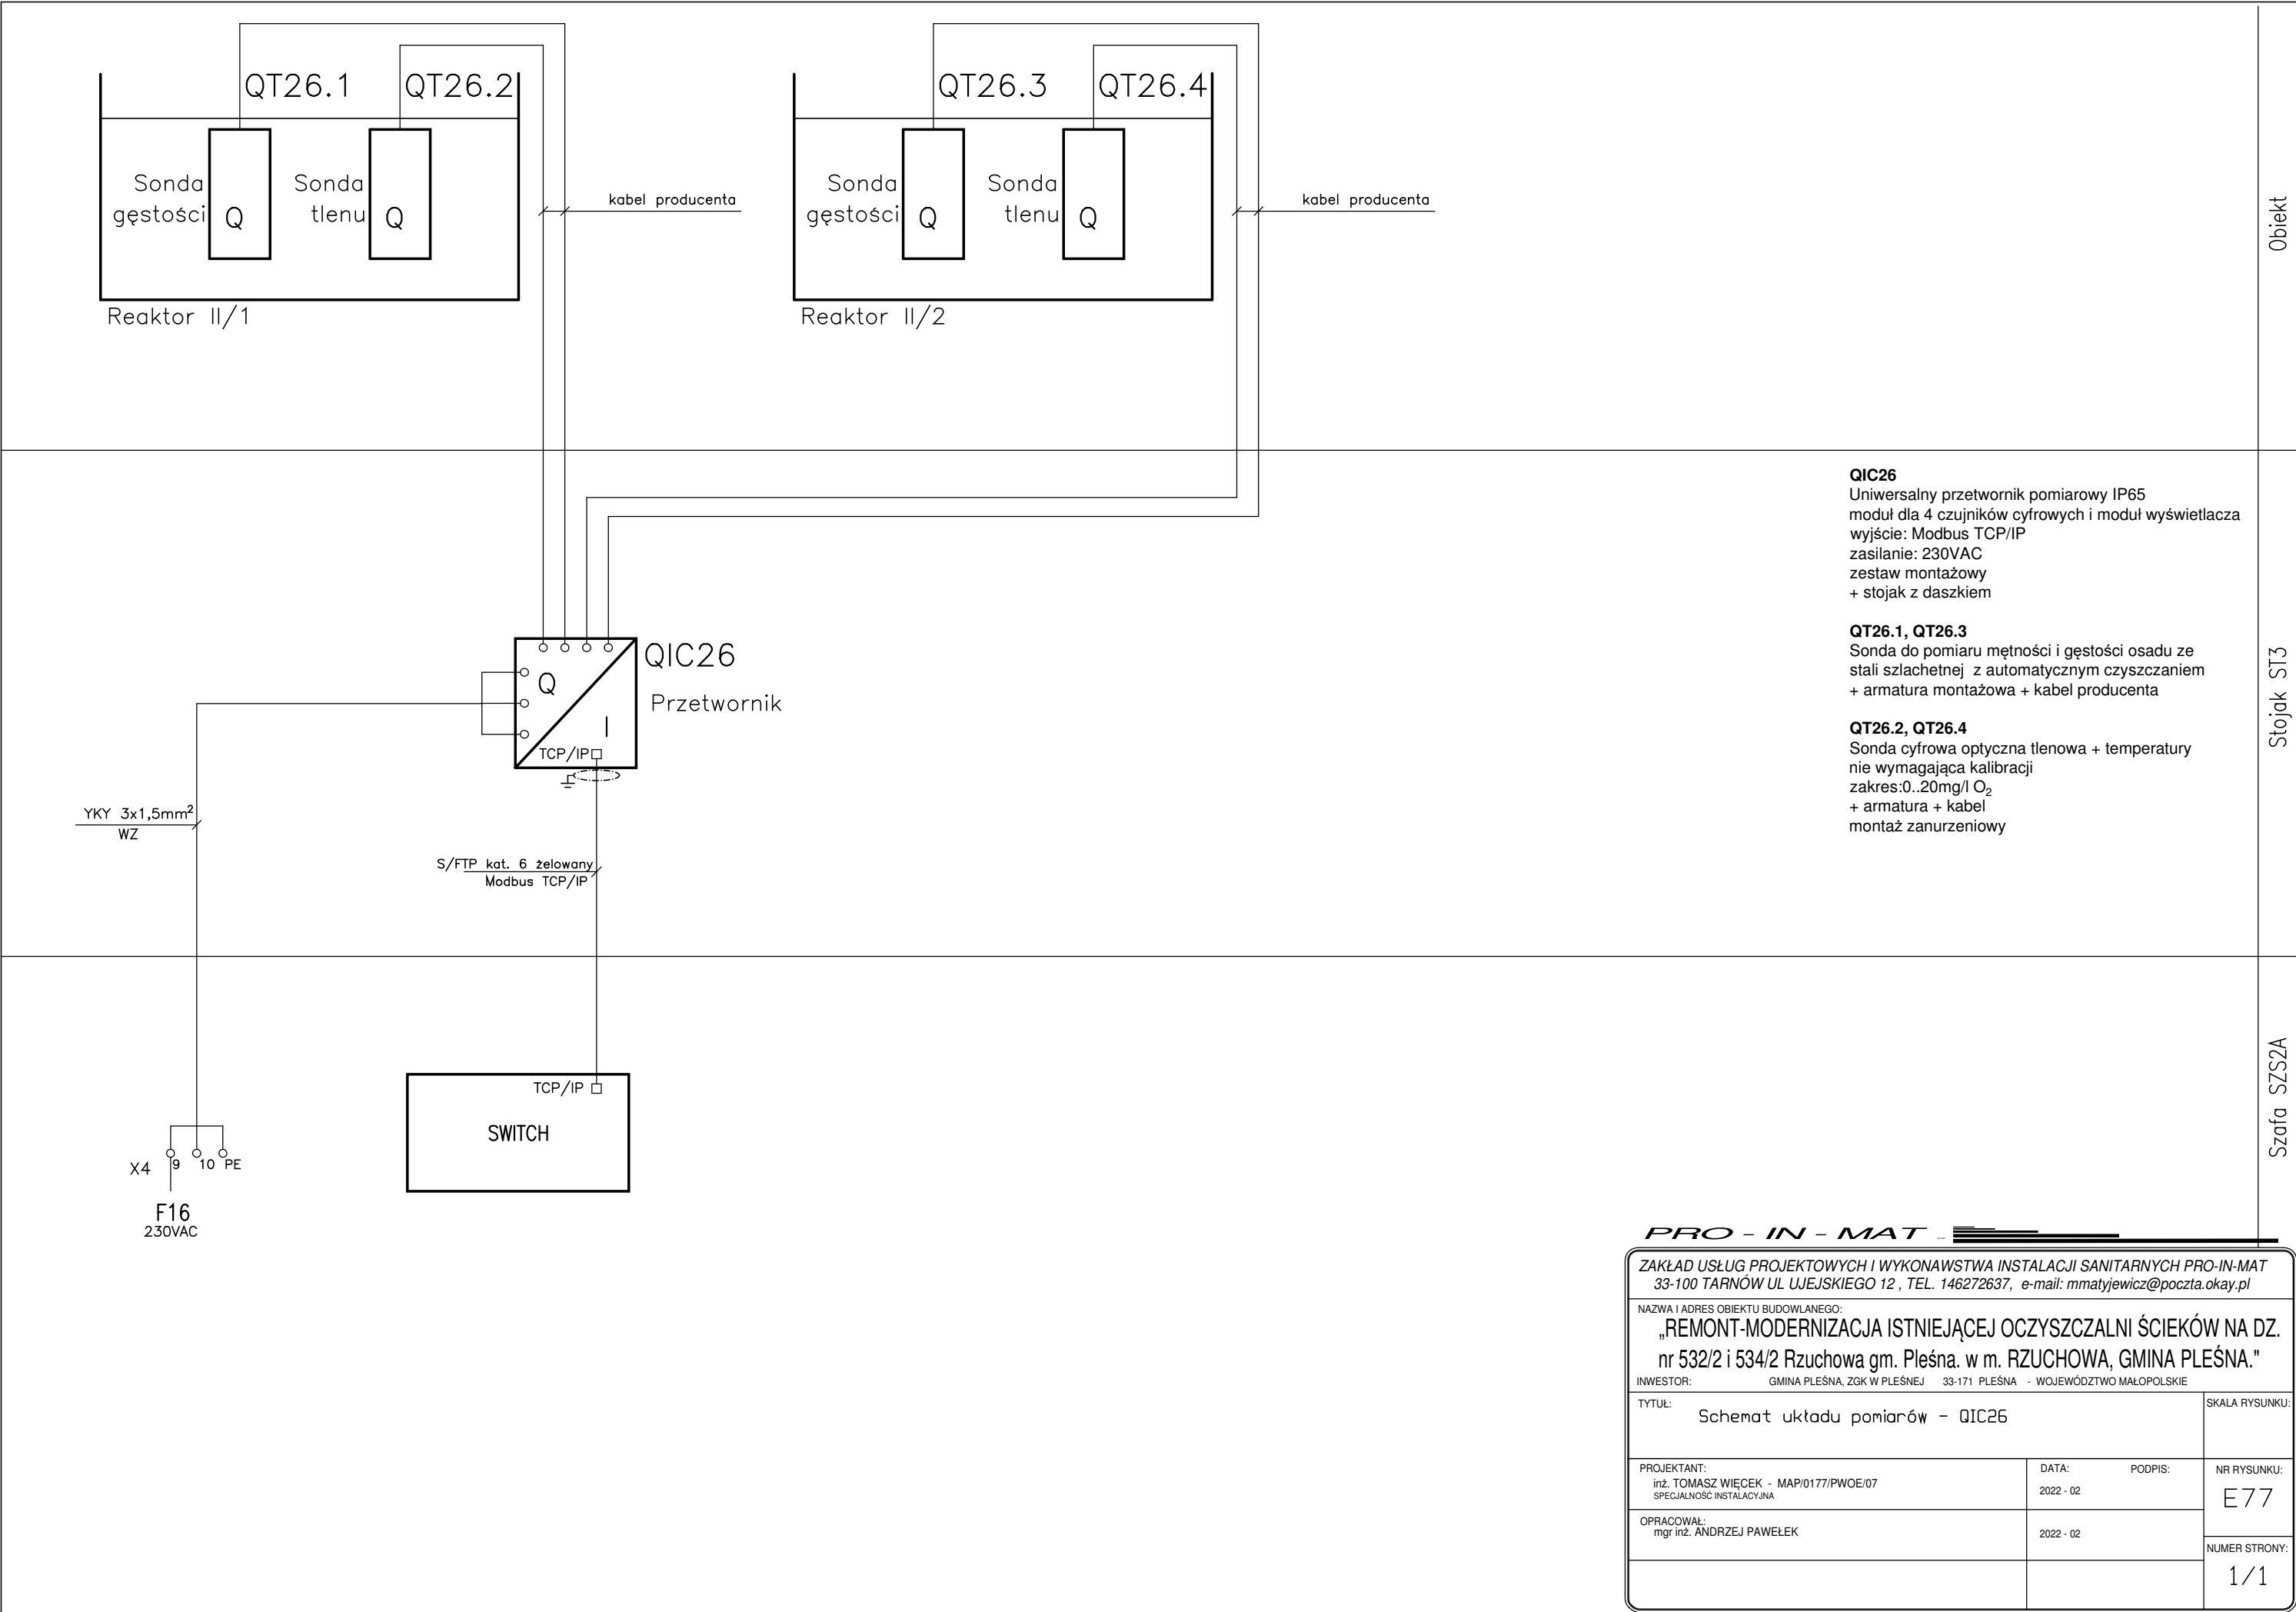 QT26.1
QT26.2
QT26.3
QT26.4
Sonda
gęstości
Q
Sonda
tlenu
Q
kabel producenta
Sonda
gęstości
Q
Sonda
tlenu
Q
kabel producenta
Reaktor II/1
Reaktor II/2
Obiekt
QIC26
Uniwersalny przetwornik pomiarowy IP65
moduł dla 4 czujników cyfrowych i moduł wyświetlacza
wyjście: Modbus TCP/IP
zasilanie: 230VAC
zestaw montażowy
+ stojak z daszkiem
QT26.1, QT26.3
Sonda do pomiaru mętności i gęstości osadu ze
stali szlachetnej z automatycznym czyszczaniem
+ armatura montażowa + kabel producenta
QT26.2, QT26.4
Sonda cyfrowa optyczna tlenowa + temperatury
nie wymagająca kalibracji
zakres:0..20mg/l O₂
+ armatura + kabel
montaż zanurzeniowy
Stojak ST3
QIC26
Przetwornik
Q
I
TCP/IP
YKY 3x1,5mm²
WZ
S/FTP kat. 6 żelowany
Modbus TCP/IP
Szafa SZS2A
TCP/IP
SWITCH
X4
9
10
PE
F16
230VAC
PRO - IN - MAT
ZAKŁAD USŁUG PROJEKTOWYCH I WYKONAWSTWA INSTALACJI SANITARNYCH PRO-IN-MAT
33-100 TARNÓW UL UJEJSKIEGO 12 , TEL. 146272637, e-mail: mmatyjewicz@poczta.okay.pl
NAZWA I ADRES OBIEKTU BUDOWLANEGO:
„REMONT-MODERNIZACJA ISTNIEJĄCEJ OCZYSZCZALNI ŚCIEKÓW NA DZ.
nr 532/2 i 534/2 Rzuchowa gm. Pleśna. w m. RZUCHOWA, GMINA PLEŚNA."
INWESTOR: GMINA PLEŚNA, ZGK W PLEŚNEJ 33-171 PLEŚNA - WOJEWÓDZTWO MAŁOPOLSKIE
TYTUŁ:
Schemat układu pomiarów - QIC26
SKALA RYSUNKU:
PROJEKTANT:
inż. TOMASZ WIĘCEK - MAP/0177/PWOE/07
SPECJALNOŚĆ INSTALACYJNA
DATA:
PODPIS:
2022 - 02
NR RYSUNKU:
E77
OPRACOWAŁ:
mgr inż. ANDRZEJ PAWEŁEK
2022 - 02
NUMER STRONY:
1/1